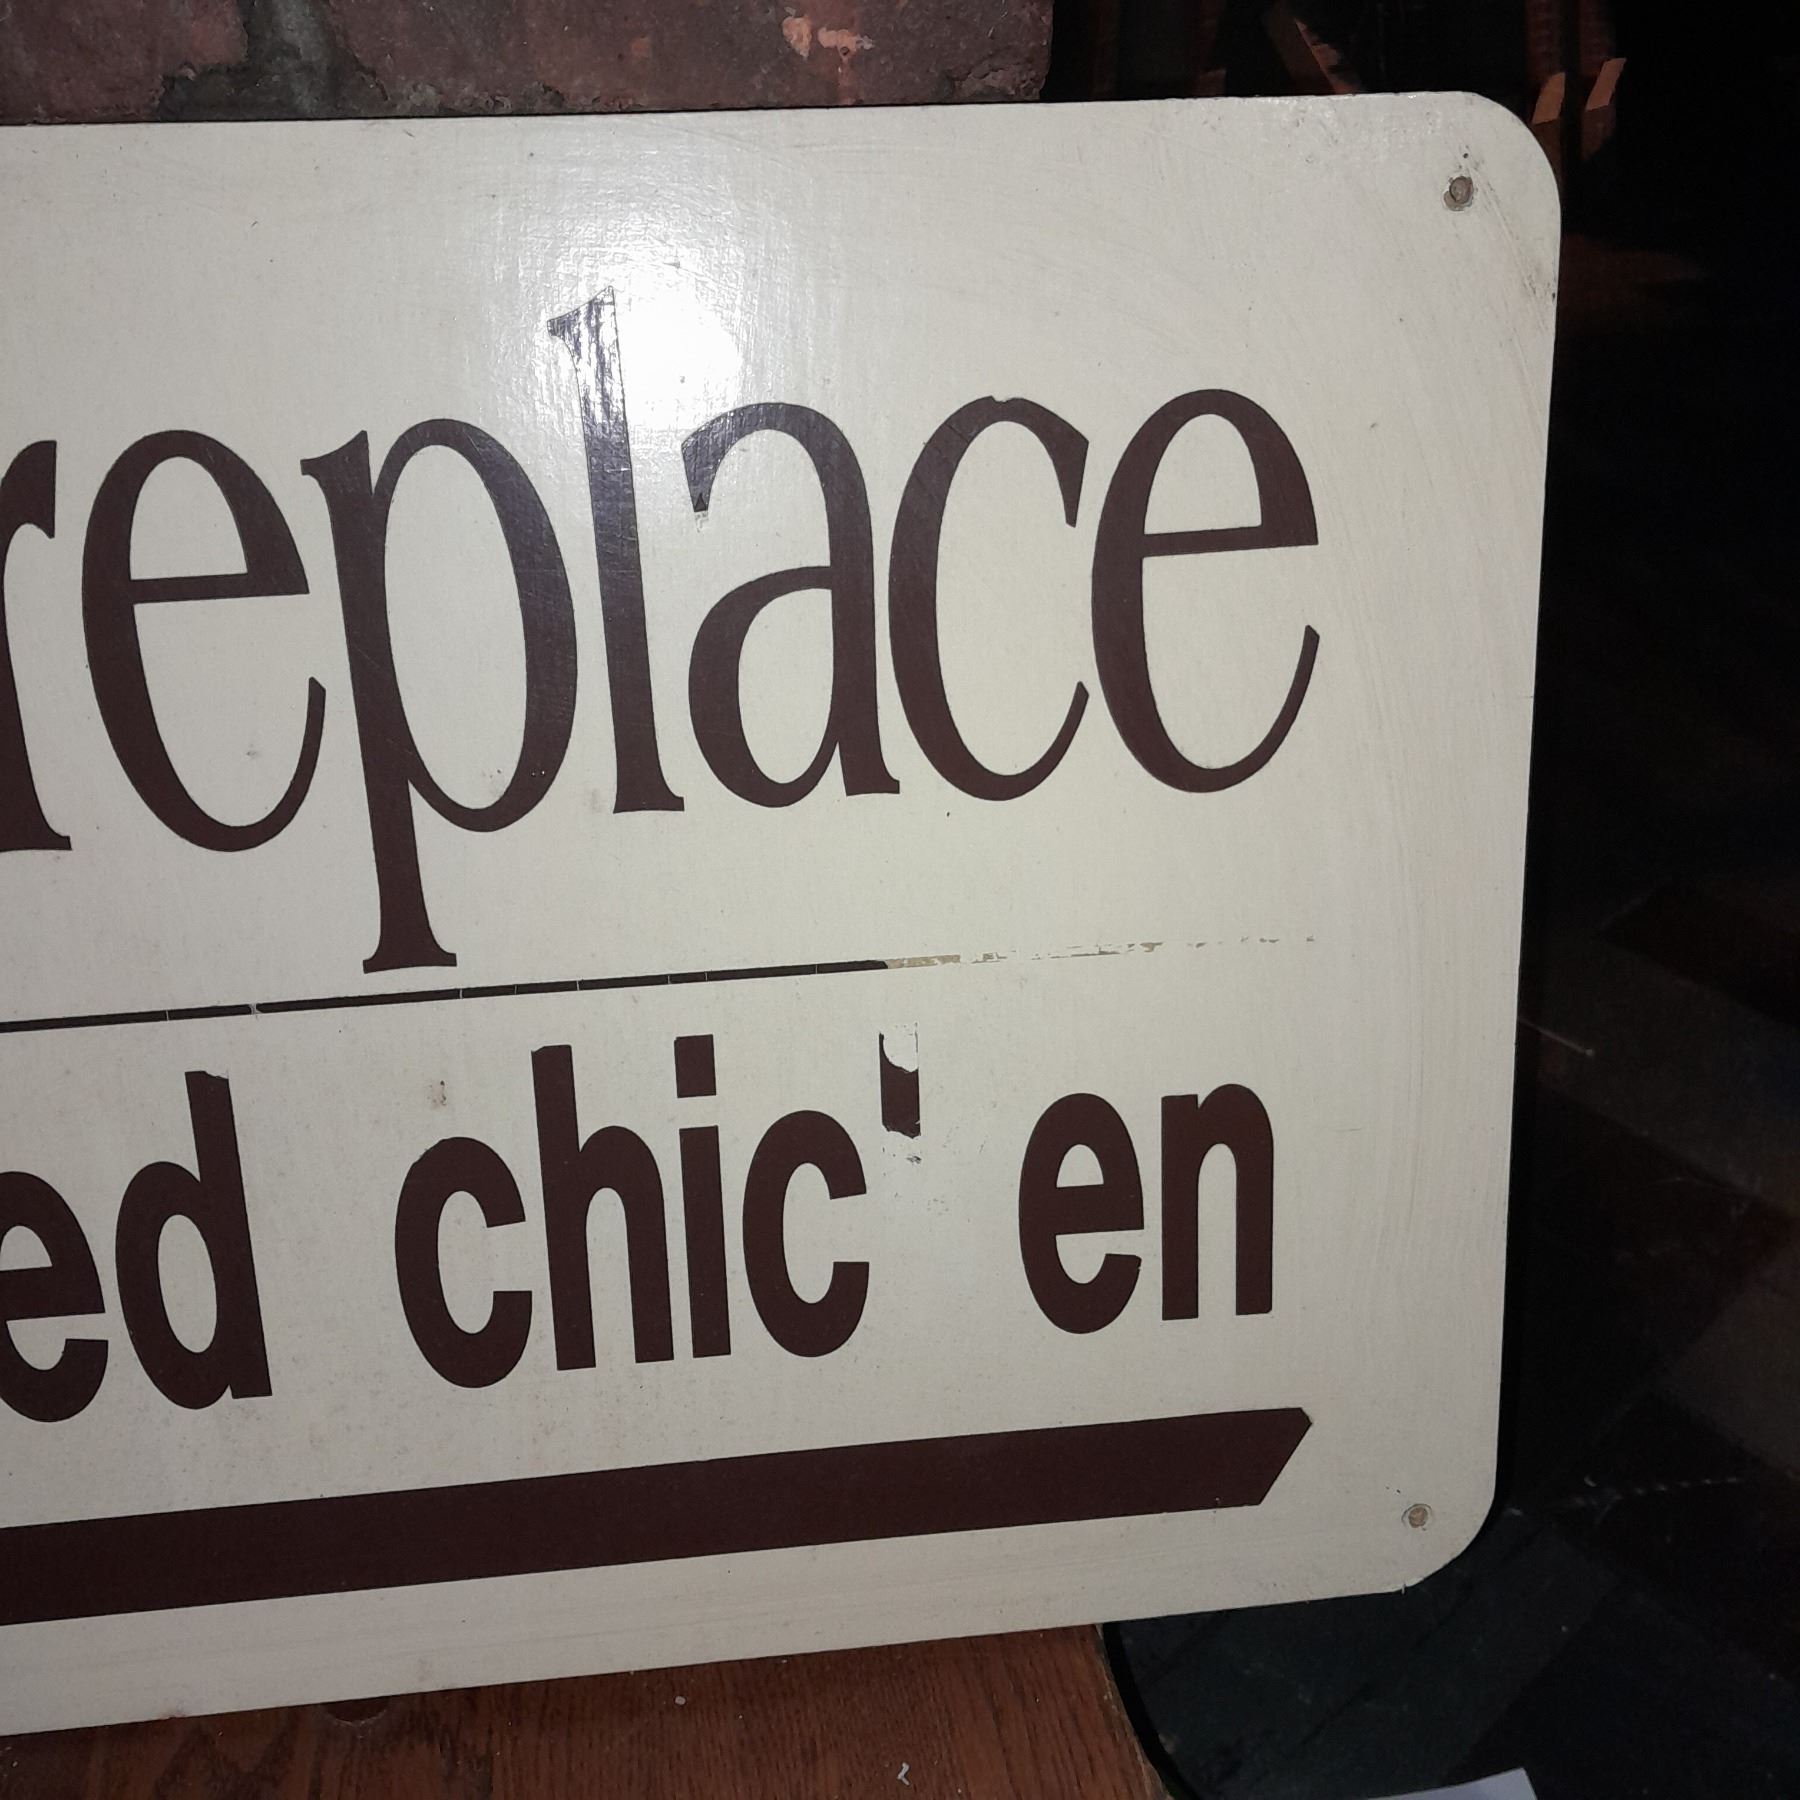 replace
ed chic' en